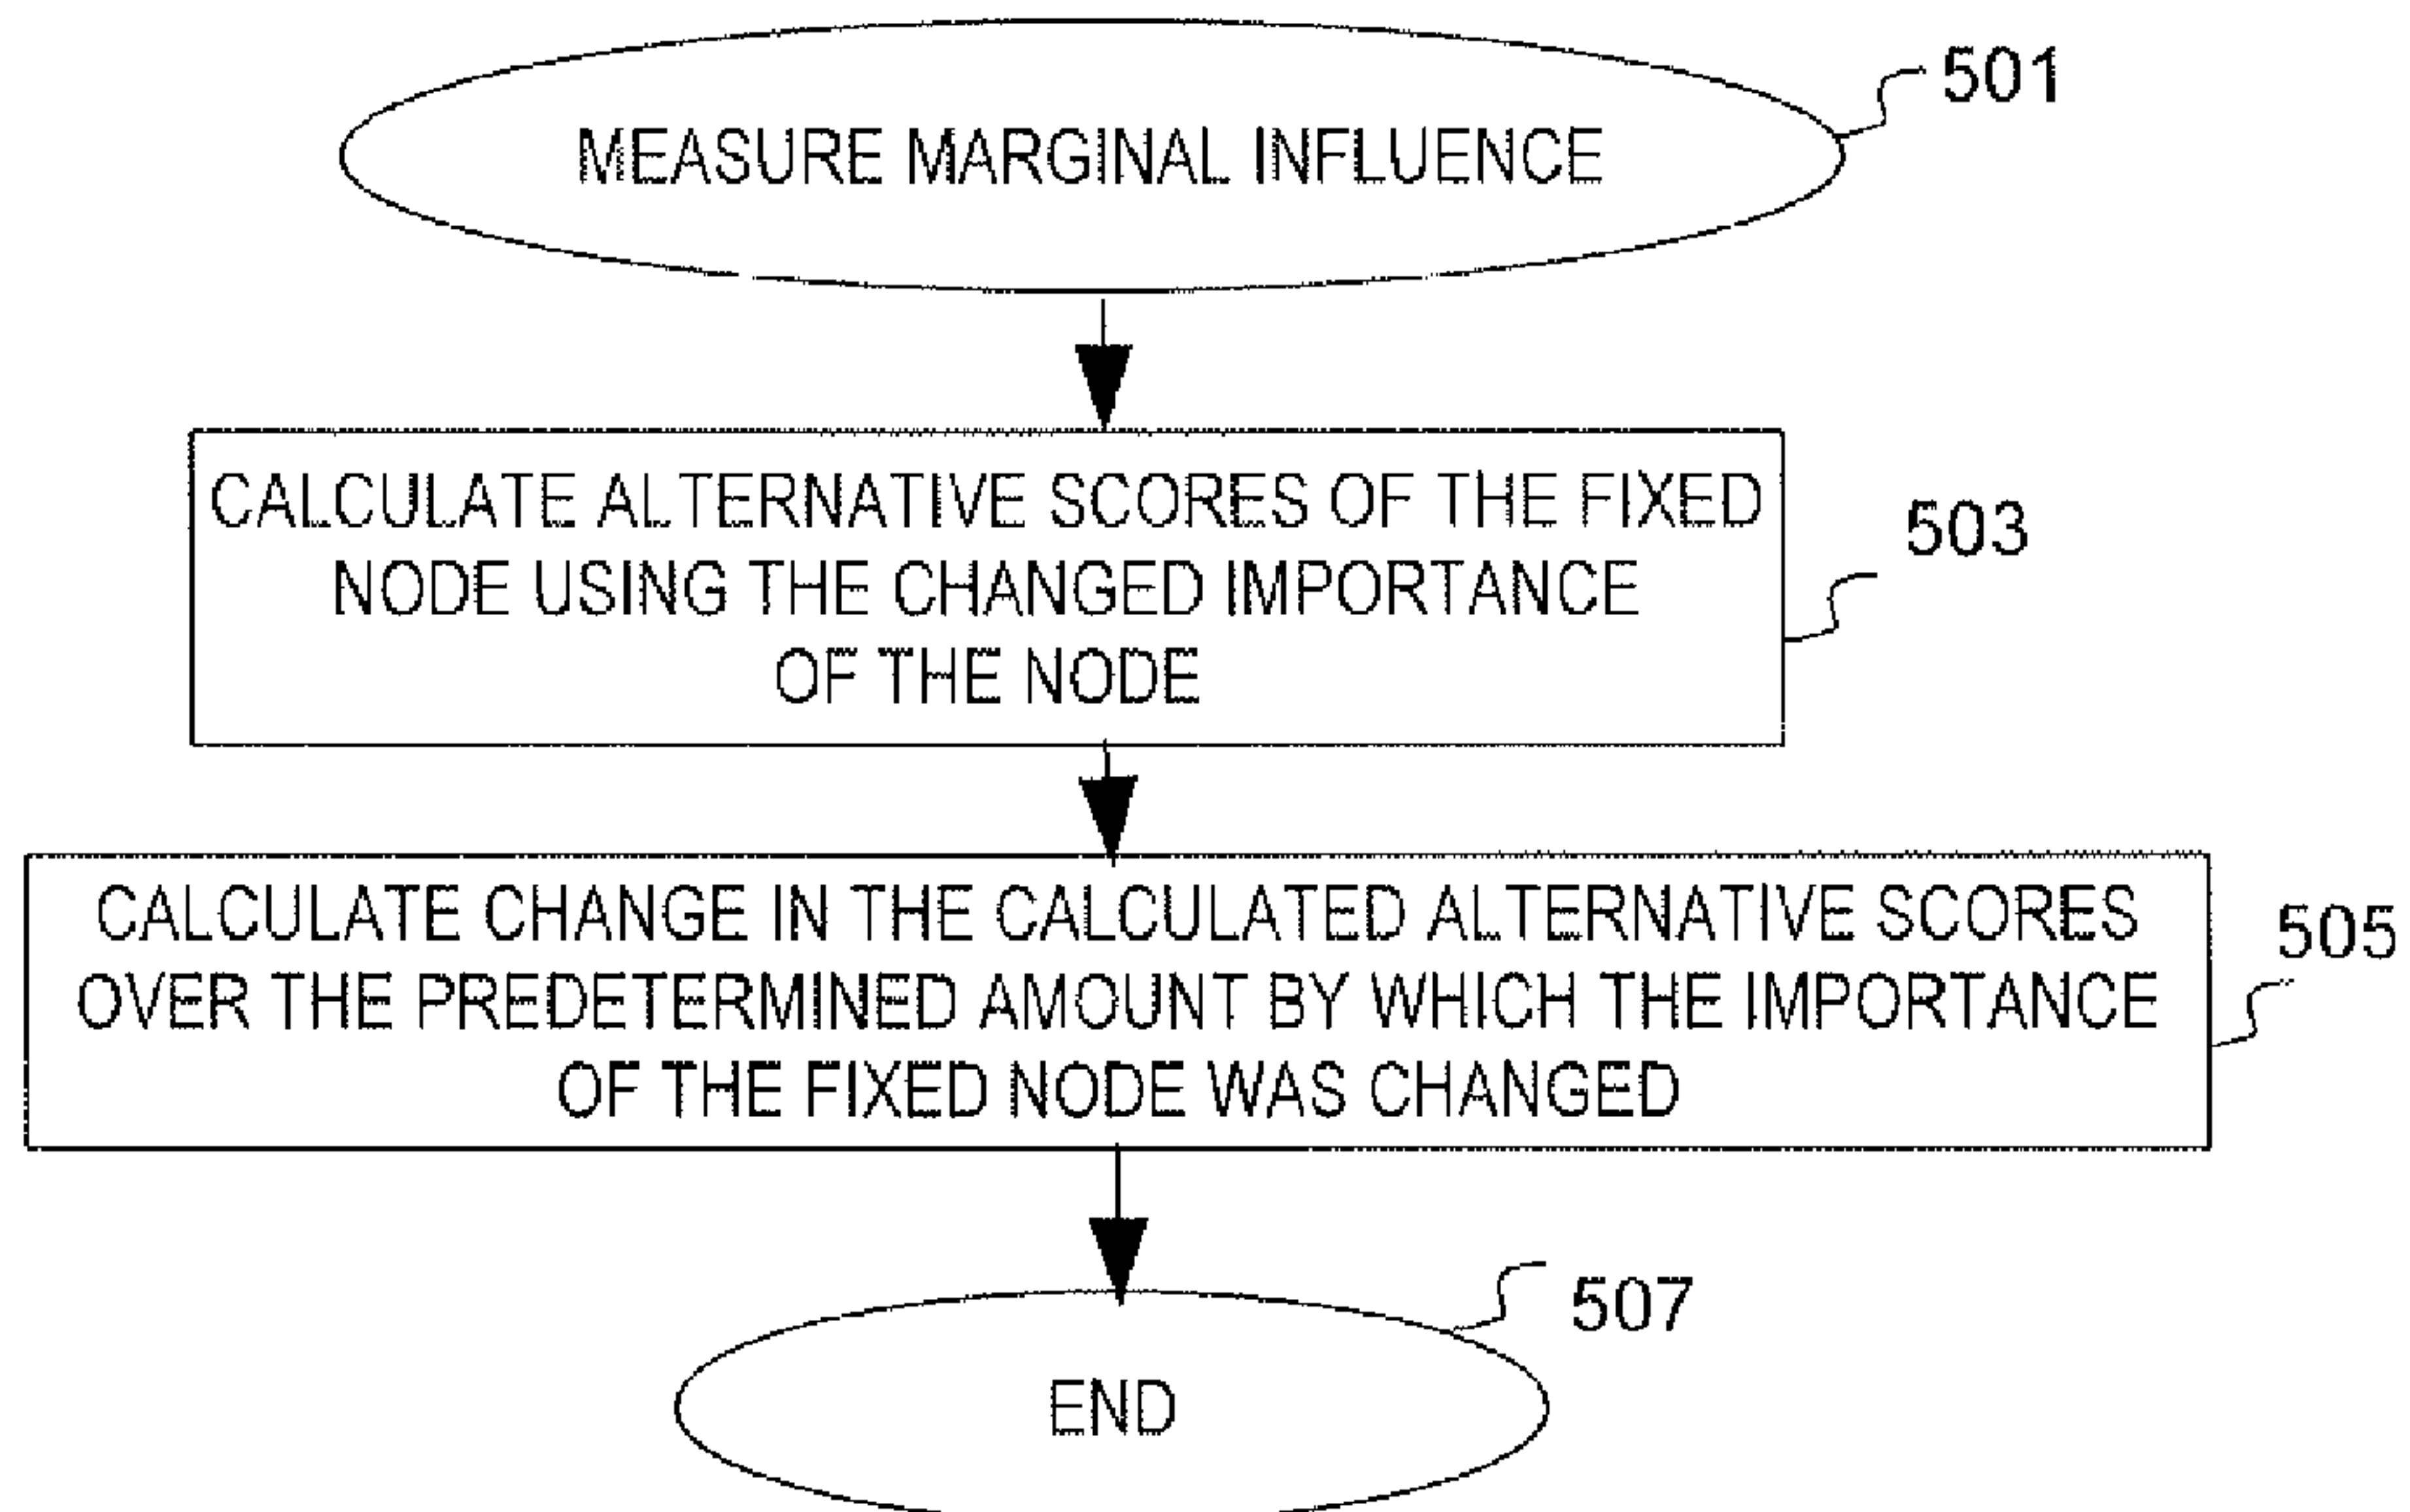 MEASURE MARGINAL INFLUENCE
501
CALCULATE ALTERNATIVE SCORES OF THE FIXED
NODE USING THE CHANGED IMPORTANCE
OF THE NODE
503
CALCULATE CHANGE IN THE CALCULATED ALTERNATIVE SCORES
OVER THE PREDETERMINED AMOUNT BY WHICH THE IMPORTANCE
OF THE FIXED NODE WAS CHANGED
505
507
END